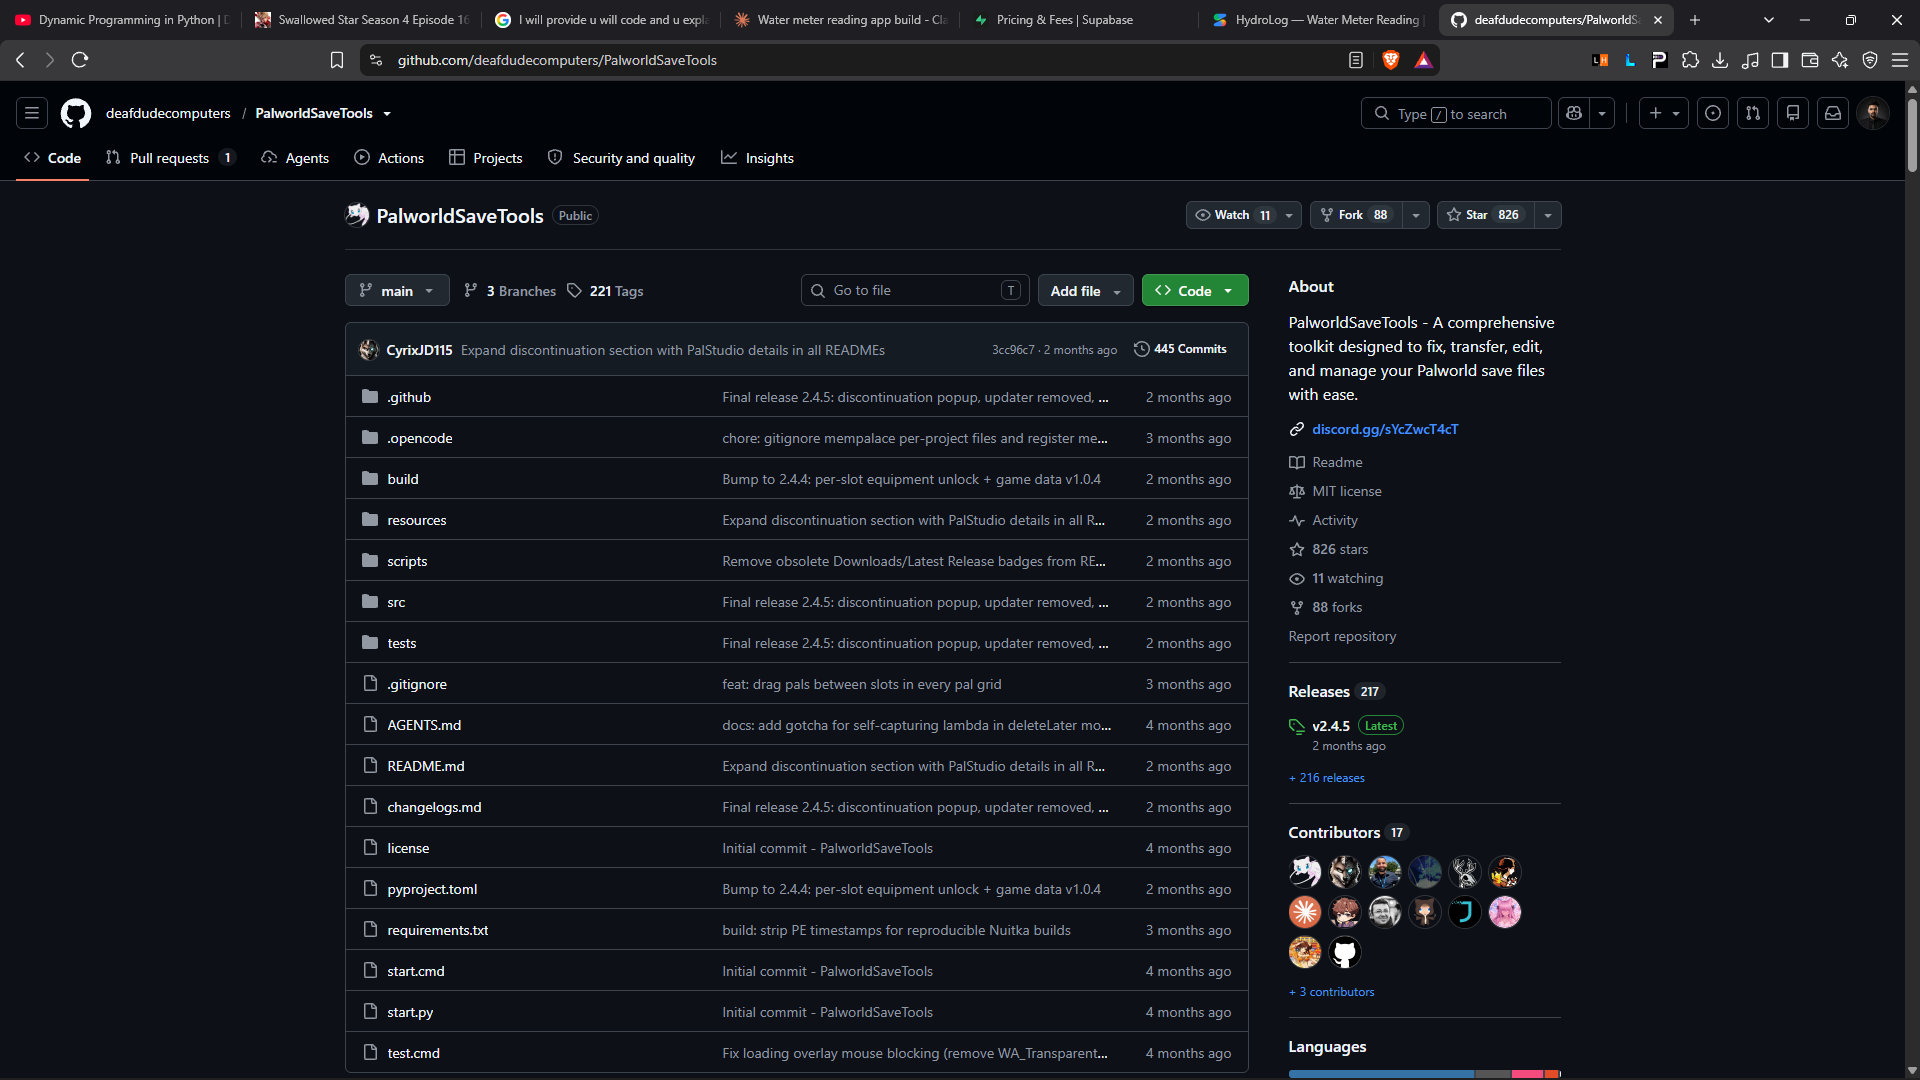 Dynamic Programming in Python | D
Swallowed Star Season 4 Episode 16
I will provide u will code and u expla
Water meter reading app build - Cla
Pricing & Fees | Supabase
HydroLog — Water Meter Reading
deafdudecomputers/PalworldSa
github.com/deafdudecomputers/PalworldSaveTools
deafdudecomputers / PalworldSaveTools
Type / to search
Code
Pull requests 1
Agents
Actions
Projects
Security and quality
Insights
PalworldSaveTools Public
Watch 11
Fork 88
Star 826
main
3 Branches
221 Tags
Go to file T
Add file
Code
CyrixJD115 Expand discontinuation section with PalStudio details in all READMEs 3cc96c7 · 2 months ago 445 Commits
.github Final release 2.4.5: discontinuation popup, updater removed, ... 2 months ago
.opencode chore: gitignore mempalace per-project files and register me... 3 months ago
build Bump to 2.4.4: per-slot equipment unlock + game data v1.0.4 2 months ago
resources Expand discontinuation section with PalStudio details in all R... 2 months ago
scripts Remove obsolete Downloads/Latest Release badges from RE... 2 months ago
src Final release 2.4.5: discontinuation popup, updater removed, ... 2 months ago
tests Final release 2.4.5: discontinuation popup, updater removed, ... 2 months ago
.gitignore feat: drag pals between slots in every pal grid 3 months ago
AGENTS.md docs: add gotcha for self-capturing lambda in deleteLater mo... 4 months ago
README.md Expand discontinuation section with PalStudio details in all R... 2 months ago
changelogs.md Final release 2.4.5: discontinuation popup, updater removed, ... 2 months ago
license Initial commit - PalworldSaveTools 4 months ago
pyproject.toml Bump to 2.4.4: per-slot equipment unlock + game data v1.0.4 2 months ago
requirements.txt build: strip PE timestamps for reproducible Nuitka builds 3 months ago
start.cmd Initial commit - PalworldSaveTools 4 months ago
start.py Initial commit - PalworldSaveTools 4 months ago
test.cmd Fix loading overlay mouse blocking (remove WA_Transparent... 4 months ago
About
PalworldSaveTools - A comprehensive
toolkit designed to fix, transfer, edit,
and manage your Palworld save files
with ease.
discord.gg/sYcZwcT4cT
Readme
MIT license
Activity
826 stars
11 watching
88 forks
Report repository
Releases 217
v2.4.5 Latest
2 months ago
+ 216 releases
Contributors 17
+ 3 contributors
Languages